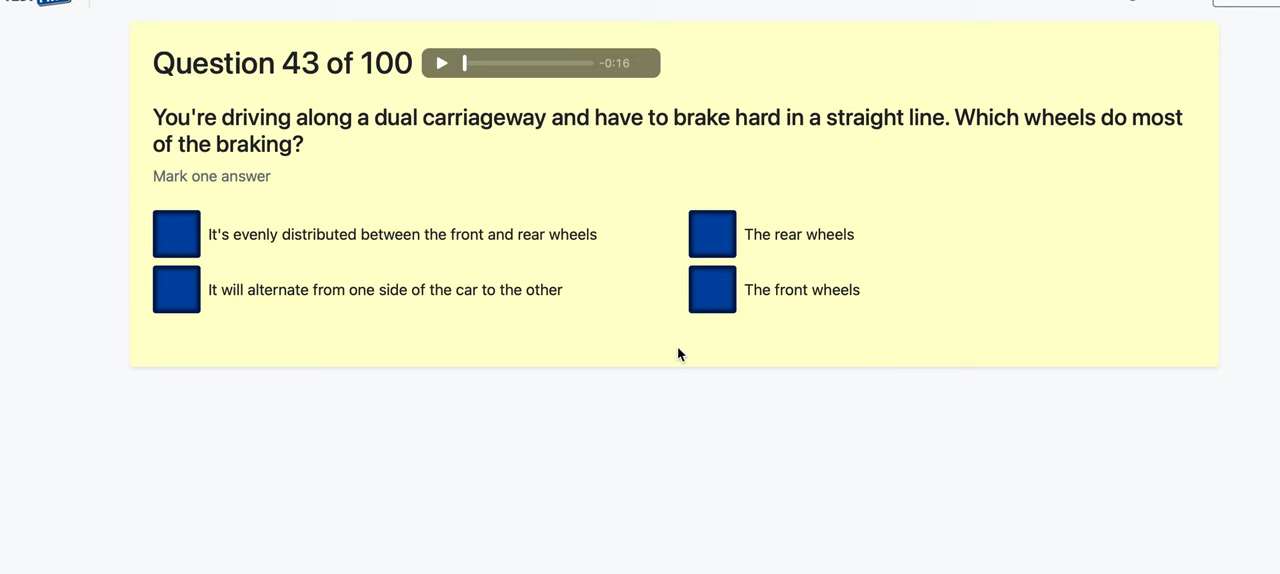 Question 43 of 100
-0:16
You're driving along a dual carriageway and have to brake hard in a straight line. Which wheels do most
of the braking?
Mark one answer
It's evenly distributed between the front and rear wheels
The rear wheels
It will alternate from one side of the car to the other
The front wheels